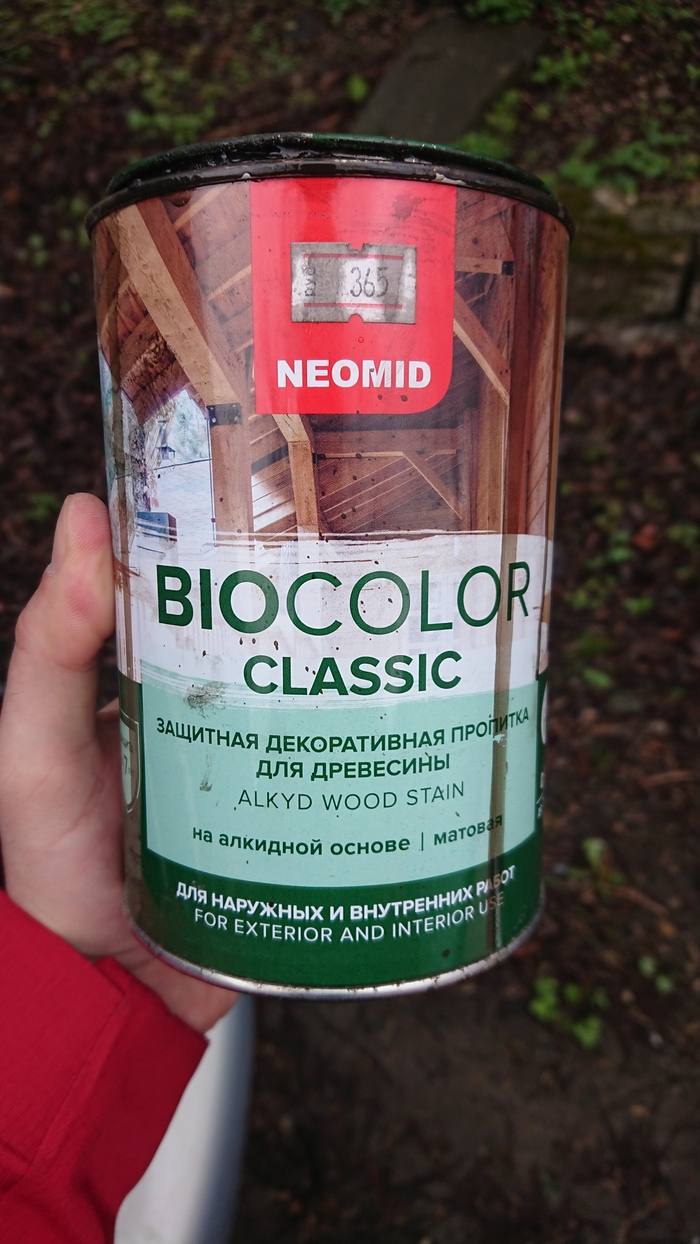 365
NEOMID
BIOCOLOR
CLASSIC
ЗАЩИТНАЯ ДЕКОРАТИВНАЯ ПРОПИТКА
ДЛЯ ДРЕВЕСИНЫ
ALKYD WOOD STAIN
на алкидной основе | матовая
ДЛЯ НАРУЖНЫХ И ВНУТРЕННИХ РАБОТ
FOR EXTERIOR AND INTERIOR USE